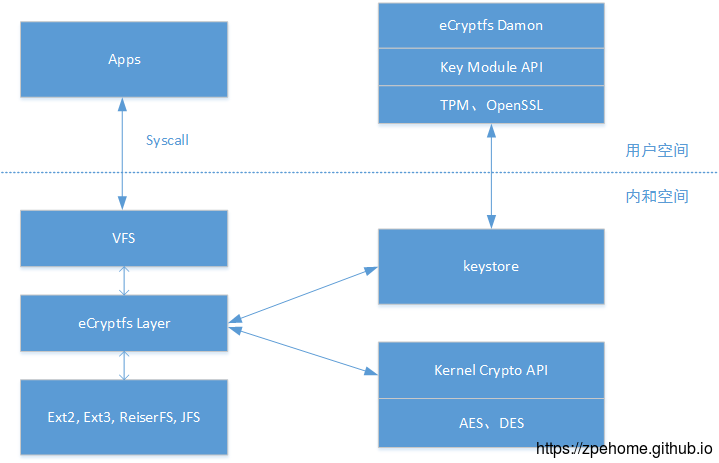 Apps
eCryptfs Damon
Key Module API
TPM、OpenSSL
Syscall
用户空间
内和空间
VFS
keystore
eCryptfs Layer
Kernel Crypto API
Ext2, Ext3, ReiserFS, JFS
AES、DES
https://zpehome.github.io